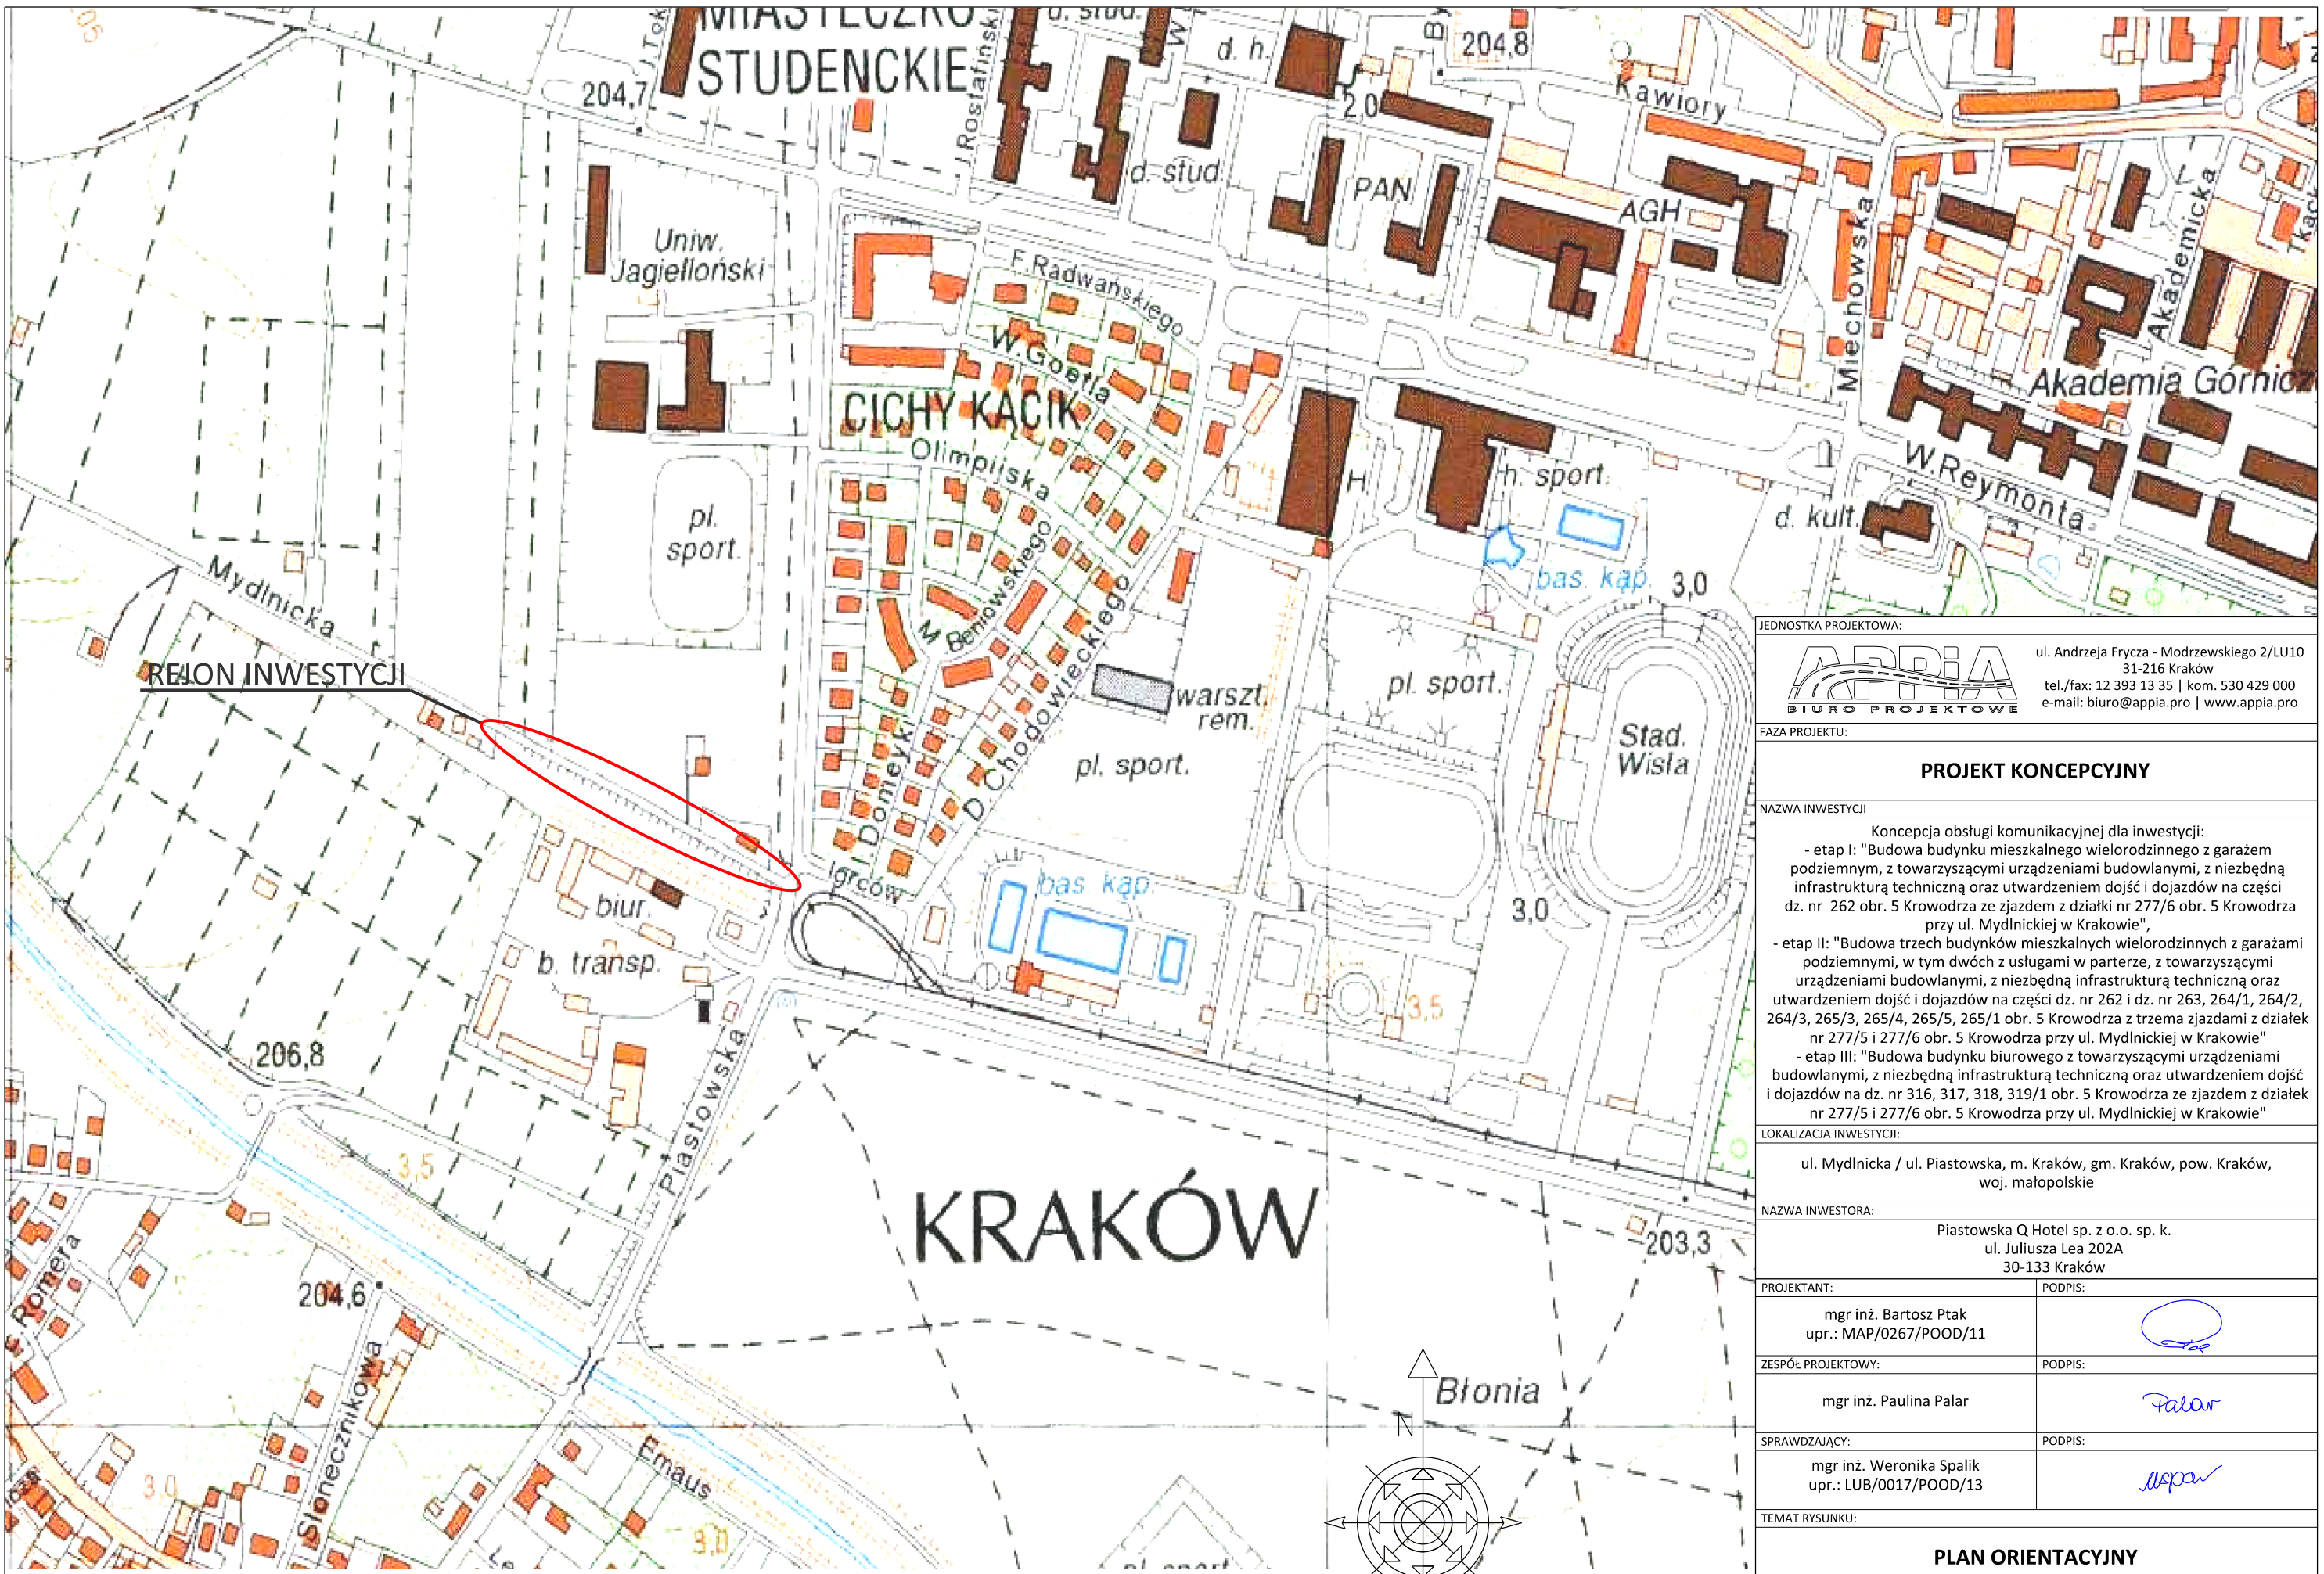 MIASTECZKO
STUDENCKIE
J.Tok
204,7
J.Rostafiński
d. stud.
W
d. h.
By
204,8
2,0
Kawiory
d. stud.
PAN
AGH
Miechowska
Akademicka
Tkac
Akademia Górnicz
Uniw.
Jagielloński
F.Radwańskiego
W.Goetla
CICHY KĄCIK
Olimpijska
M Beniowskiego
D.Chodowieckiego
I Domeyki
Igrców
pl.
sport.
H
h. sport.
bas. kąp.
3,0
d. kult.
W.Reymonta
Mydlnicka
REJON INWESTYCJI
warszt.
rem.
pl. sport.
pl. sport.
Stad.
Wisła
bas. kąp.
3,0
3,5
biur.
b. transp.
Piastowska
206,8
3,5
KRAKÓW
203,3
E Romera
204,6
Słonecznikowa
Emaus
3,0
3,0
Błonia
N
pl. sport.
JEDNOSTKA PROJEKTOWA:
APPiA
BIURO PROJEKTOWE
ul. Andrzeja Frycza - Modrzewskiego 2/LU10
31-216 Kraków
tel./fax: 12 393 13 35 | kom. 530 429 000
e-mail: biuro@appia.pro | www.appia.pro
FAZA PROJEKTU:
PROJEKT KONCEPCYJNY
NAZWA INWESTYCJI
Koncepcja obsługi komunikacyjnej dla inwestycji:
- etap I: "Budowa budynku mieszkalnego wielorodzinnego z garażem
podziemnym, z towarzyszącymi urządzeniami budowlanymi, z niezbędną
infrastrukturą techniczną oraz utwardzeniem dojść i dojazdów na części
dz. nr 262 obr. 5 Krowodrza ze zjazdem z działki nr 277/6 obr. 5 Krowodrza
przy ul. Mydlnickiej w Krakowie",
- etap II: "Budowa trzech budynków mieszkalnych wielorodzinnych z garażami
podziemnymi, w tym dwóch z usługami w parterze, z towarzyszącymi
urządzeniami budowlanymi, z niezbędną infrastrukturą techniczną oraz
utwardzeniem dojść i dojazdów na części dz. nr 262 i dz. nr 263, 264/1, 264/2,
264/3, 265/3, 265/4, 265/5, 265/1 obr. 5 Krowodrza z trzema zjazdami z działek
nr 277/5 i 277/6 obr. 5 Krowodrza przy ul. Mydlnickiej w Krakowie"
- etap III: "Budowa budynku biurowego z towarzyszącymi urządzeniami
budowlanymi, z niezbędną infrastrukturą techniczną oraz utwardzeniem dojść
i dojazdów na dz. nr 316, 317, 318, 319/1 obr. 5 Krowodrza ze zjazdem z działek
nr 277/5 i 277/6 obr. 5 Krowodrza przy ul. Mydlnickiej w Krakowie"
LOKALIZACJA INWESTYCJI:
ul. Mydlnicka / ul. Piastowska, m. Kraków, gm. Kraków, pow. Kraków,
woj. małopolskie
NAZWA INWESTORA:
Piastowska Q Hotel sp. z o.o. sp. k.
ul. Juliusza Lea 202A
30-133 Kraków
PROJEKTANT:
PODPIS:
mgr inż. Bartosz Ptak
upr.: MAP/0267/POOD/11
ZESPÓŁ PROJEKTOWY:
PODPIS:
mgr inż. Paulina Palar
Palar
SPRAWDZAJĄCY:
PODPIS:
mgr inż. Weronika Spalik
upr.: LUB/0017/POOD/13
TEMAT RYSUNKU:
PLAN ORIENTACYJNY